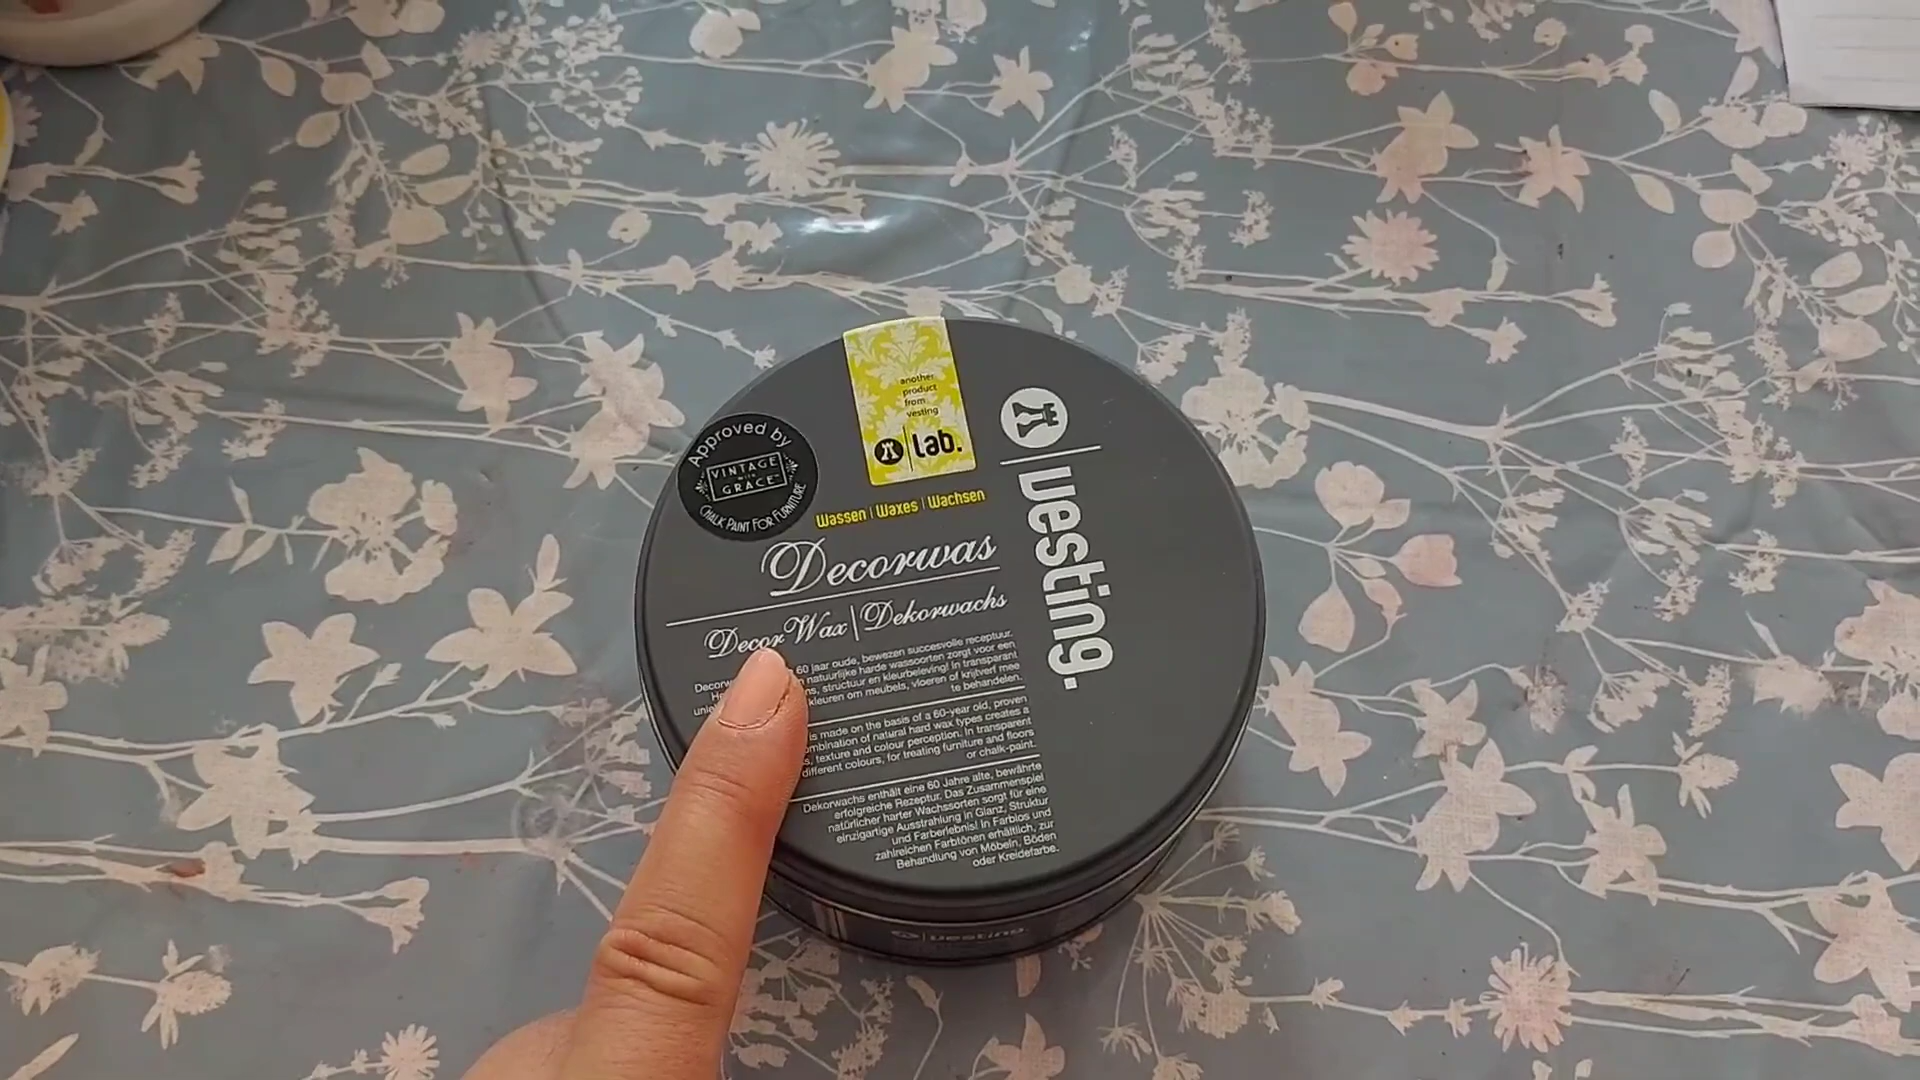 another
product
from
vesting
lab.
Approved by
VINTAGE
WITH
GRACE
CHALK PAINT FOR FURNITURE
Wassen | Waxes | Wachsen
Decorwas
Decor Wax | Dekorwachs
vesting.
60 jaar oude, bewezen succesvolle receptuur.
natuurlijke harde wassoorten zorgt voor een
structuur en kleurbeleving! In transparant
kleuren om meubels, vloeren of krijtverf mee
te behandelen.
is made on the basis of a 60-year old, proven
of natural hard wax types creates a
texture and colour perception. In transparent
different colours, for treating furniture and floors
or chalk-paint.
Dekorwachs enthält eine 60 Jahre alte, bewährte
erfolgreiche Rezeptur. Das Zusammenspiel
natürlicher harter Wachssorten sorgt für eine
einzigartige Ausstrahlung in Glanz, Struktur
und Farberlebnis! In Farblos und
zahlreichen Farbtönen erhältlich, zur
Behandlung von Möbeln, Böden
oder Kreidefarbe.
vesting.